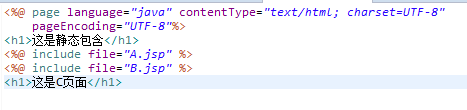 <%@ page language="java" contentType="text/html; charset=UTF-8"
    pageEncoding="UTF-8"%>
<h1>这是静态包含</h1>
<%@ include file="A.jsp" %>
<%@ include file="B.jsp" %>
<h1>这是C页面</h1>